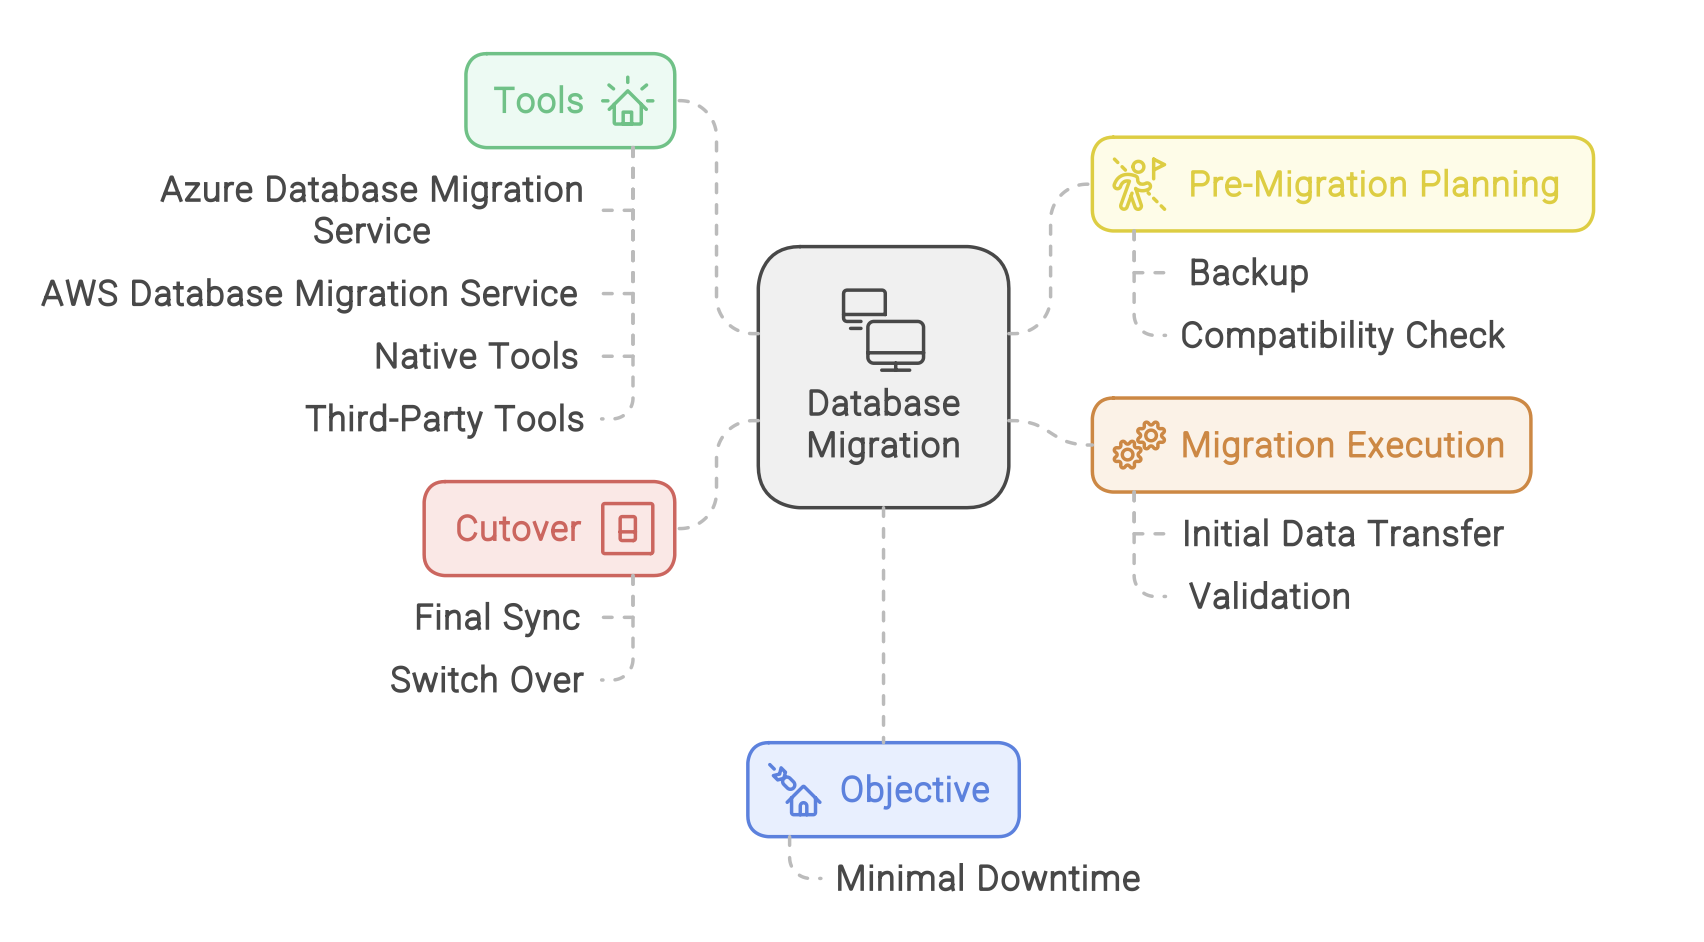 Tools
Azure Database Migration
Service
AWS Database Migration Service
Native Tools
Third-Party Tools
Cutover
Final Sync
Switch Over
Database
Migration
Pre-Migration Planning
Backup
Compatibility Check
Migration Execution
Initial Data Transfer
Validation
Objective
Minimal Downtime